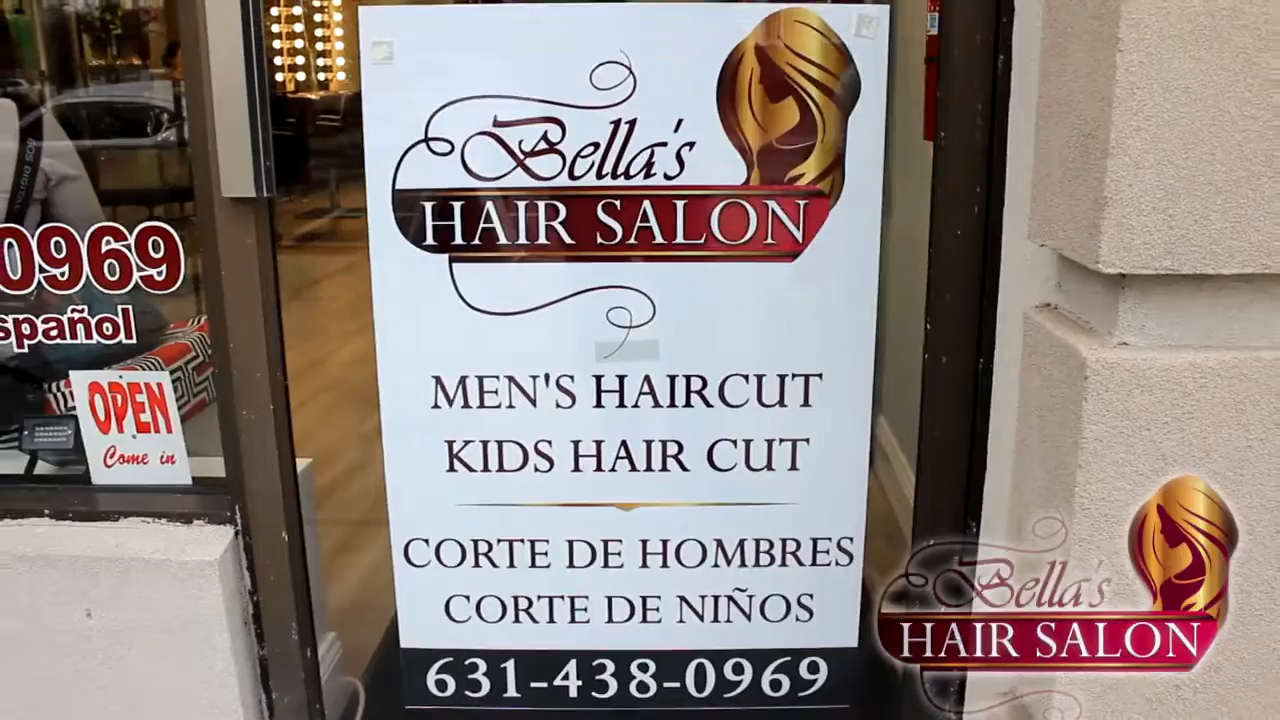 Bella's
HAIR SALON
MEN'S HAIRCUT
KIDS HAIR CUT
CORTE DE HOMBRES
CORTE DE NIÑOS
631-438-0969
0969
spañol
OPEN
Come in
Bella's
HAIR SALON